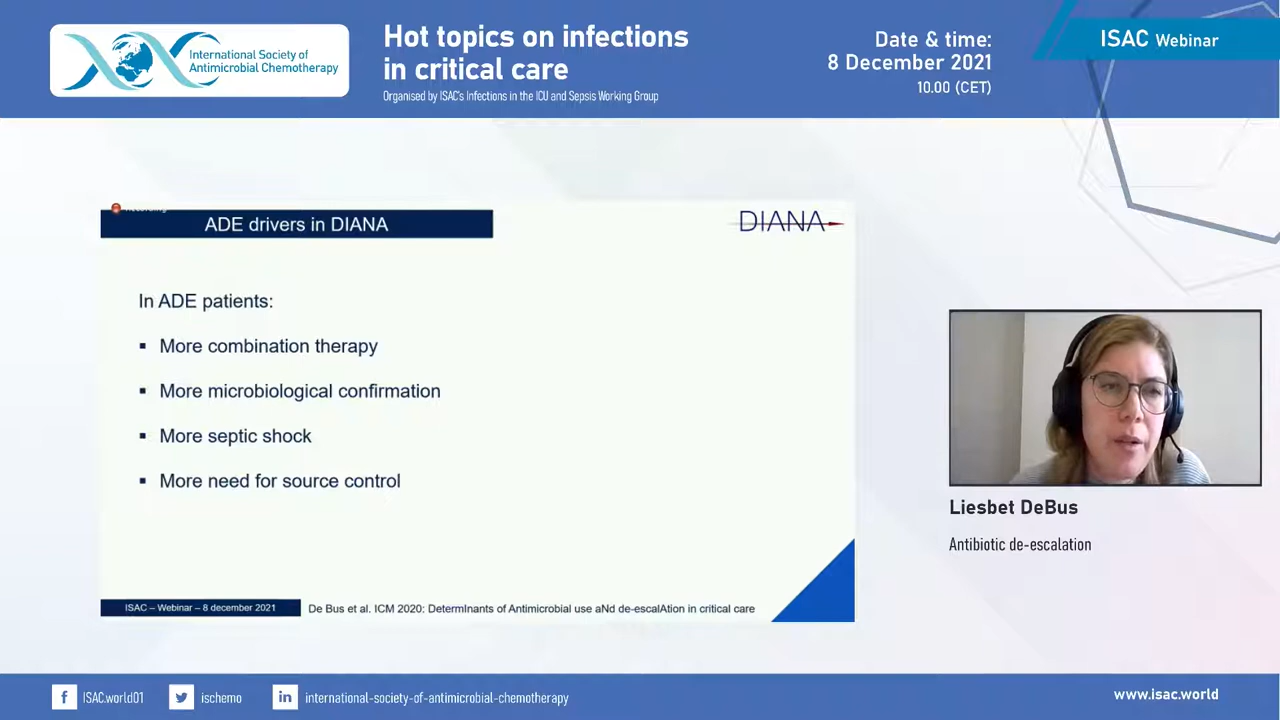 International Society of
Antimicrobial Chemotherapy
Hot topics on infections
in critical care
Organised by ISAC's Infections in the ICU and Sepsis Working Group
Date & time:
8 December 2021
10.00 (CET)
ISAC Webinar
ADE drivers in DIANA
DIANA
In ADE patients:
▪ More combination therapy
▪ More microbiological confirmation
▪ More septic shock
▪ More need for source control
ISAC – Webinar – 8 december 2021
De Bus et al. ICM 2020: DetermInants of Antimicrobial use aNd de-escalAtion in critical care
Liesbet DeBus
Antibiotic de-escalation
ISAC.world01
ischemo
international-society-of-antimicrobial-chemotherapy
www.isac.world